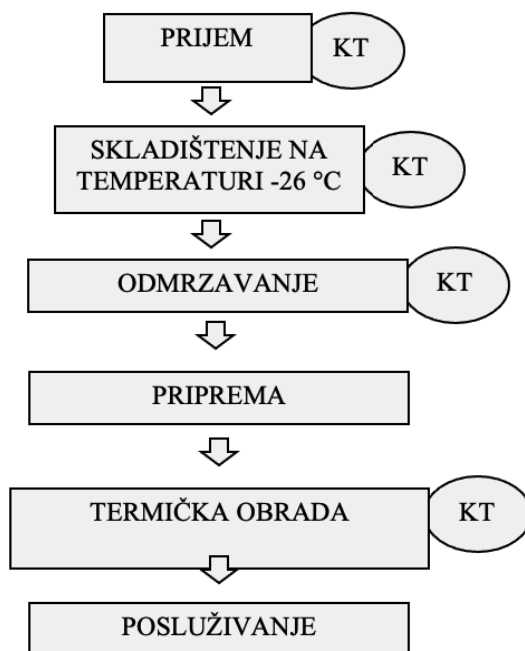 PRIJEM
KT
SKLADIŠTENJE NA
TEMPERATURI -26 °C
KT
ODMRZAVANJE
KT
PRIPREMA
TERMIČKA OBRADA
KT
POSLUŽIVANJE